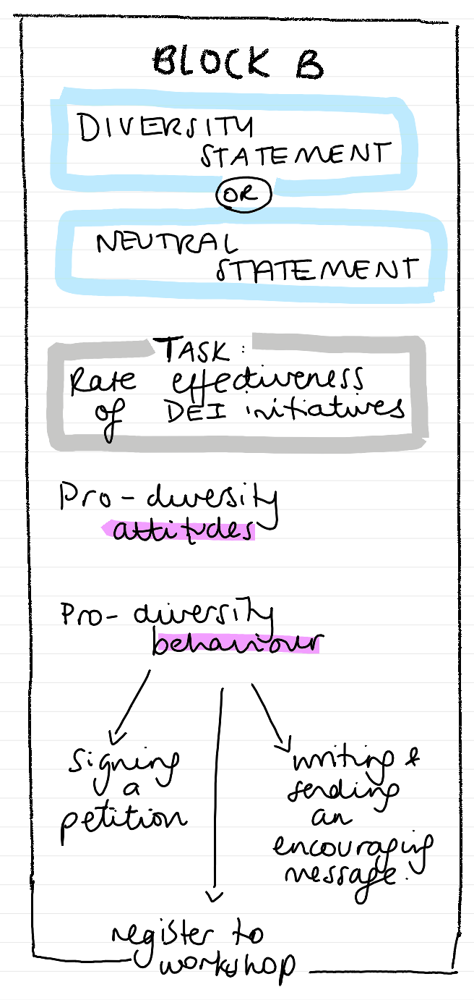 BLOCK B
DIVERSITY
STATEMENT
OR
NEUTRAL
STATEMENT
TASK:
Rate effectiveness
of DEI initiatives
Pro-diversity
attitudes
Pro-diversity
behaviour
signing
a
petition
writing &
sending
an
encouraging
message.
register to
workshop